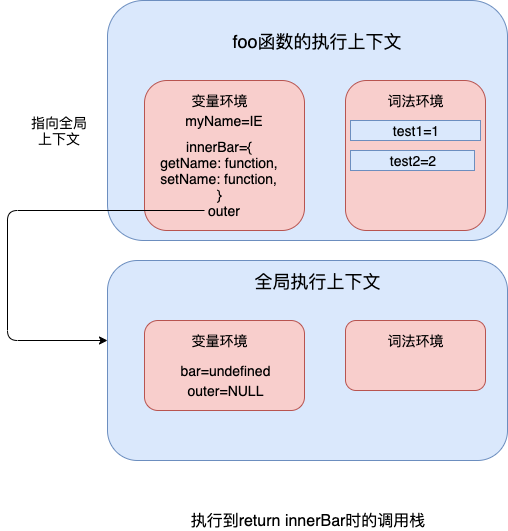 foo函数的执行上下文
变量环境
myName=IE
innerBar={
getName: function,
setName: function,
}
outer
词法环境
test1=1
test2=2
指向全局
上下文
全局执行上下文
变量环境
bar=undefined
outer=NULL
词法环境
执行到return innerBar时的调用栈